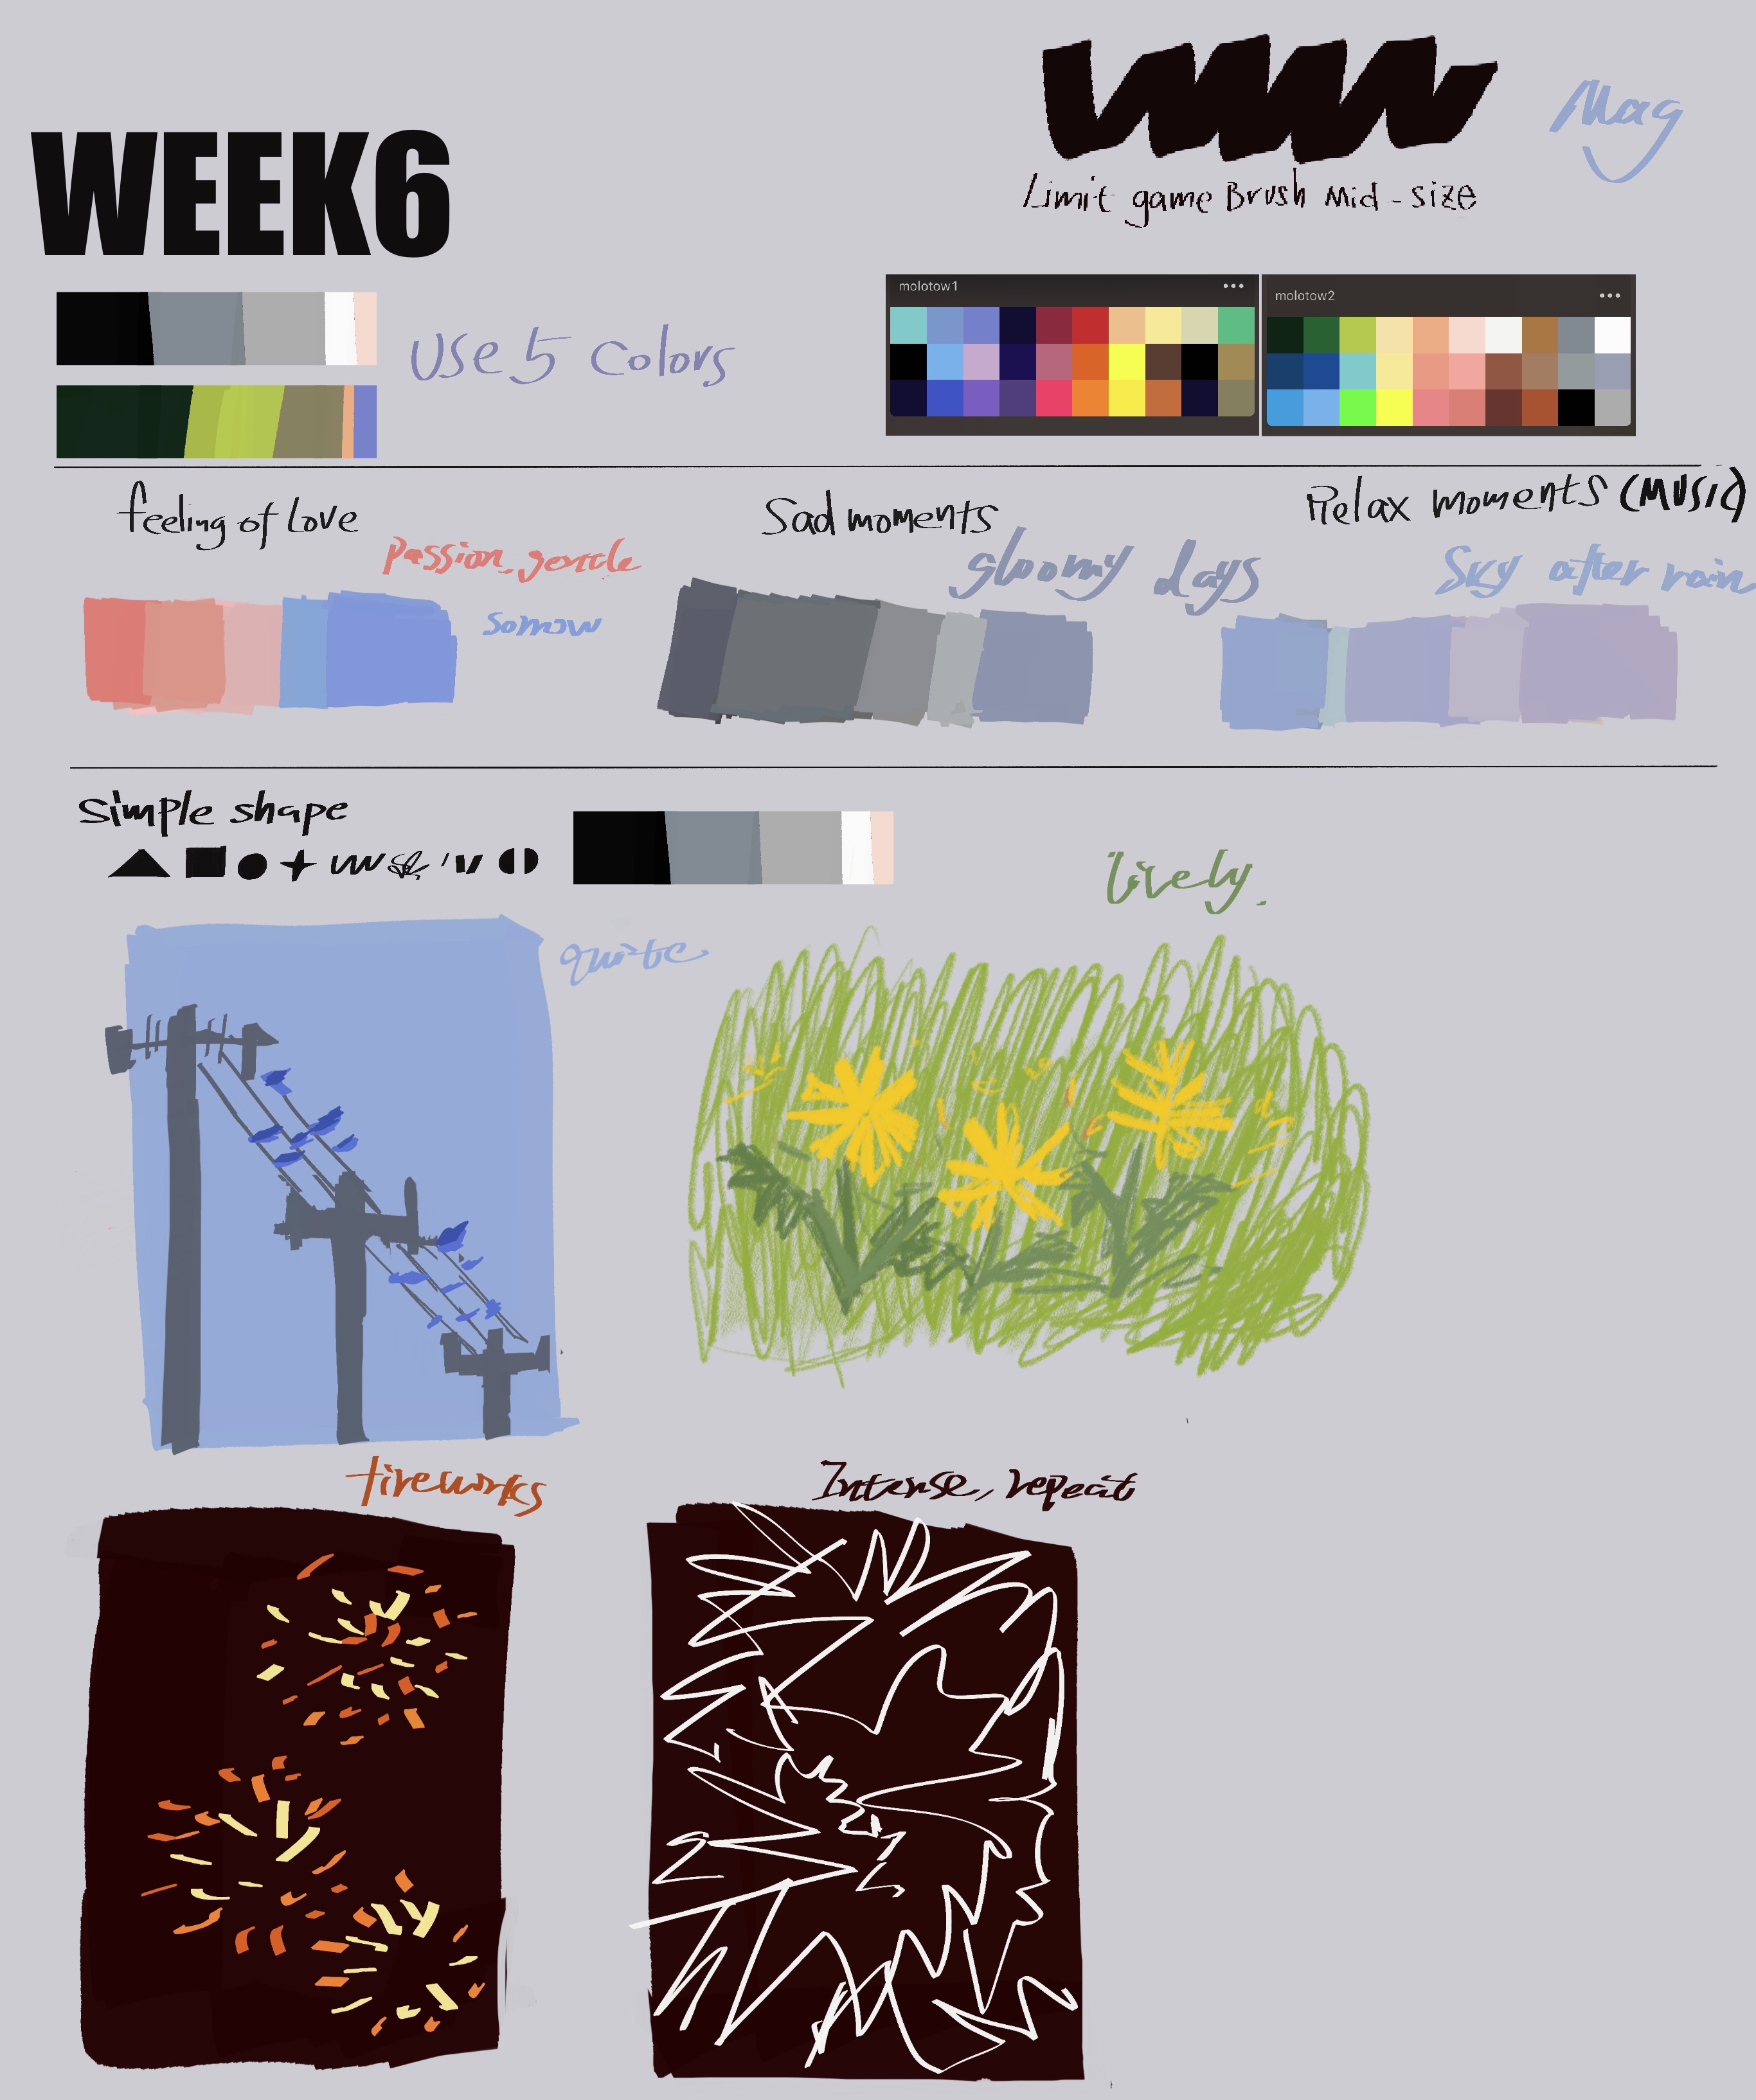 WEEK6
Limit game Brush Mid-size
Mag
Use 5 Colors
molotow1
molotow2
feeling of Love
passion, gentle
Sorrow
Sad moments
gloomy days
Relax moments (MUSIC)
Sky after rain
Simple shape
quite
lively.
fireworks
Intense, repeat